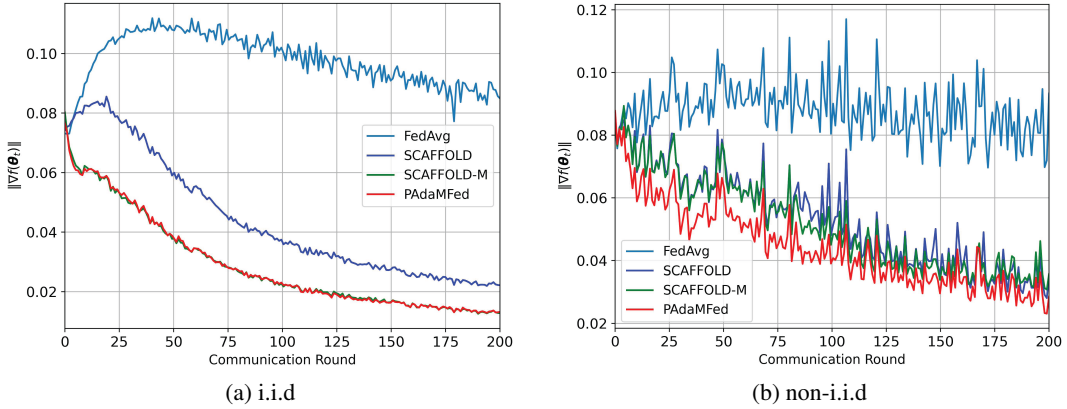 0.10
0.08
0.06
0.04
0.02
‖∇f(θₜ)‖
FedAvg
SCAFFOLD
SCAFFOLD-M
PAdaMFed
0 25 50 75 100 125 150 175 200
Communication Round
(a) i.i.d
0.12
0.10
0.08
0.06
0.04
0.02
‖∇f(θₜ)‖
FedAvg
SCAFFOLD
SCAFFOLD-M
PAdaMFed
0 25 50 75 100 125 150 175 200
Communication Round
(b) non-i.i.d